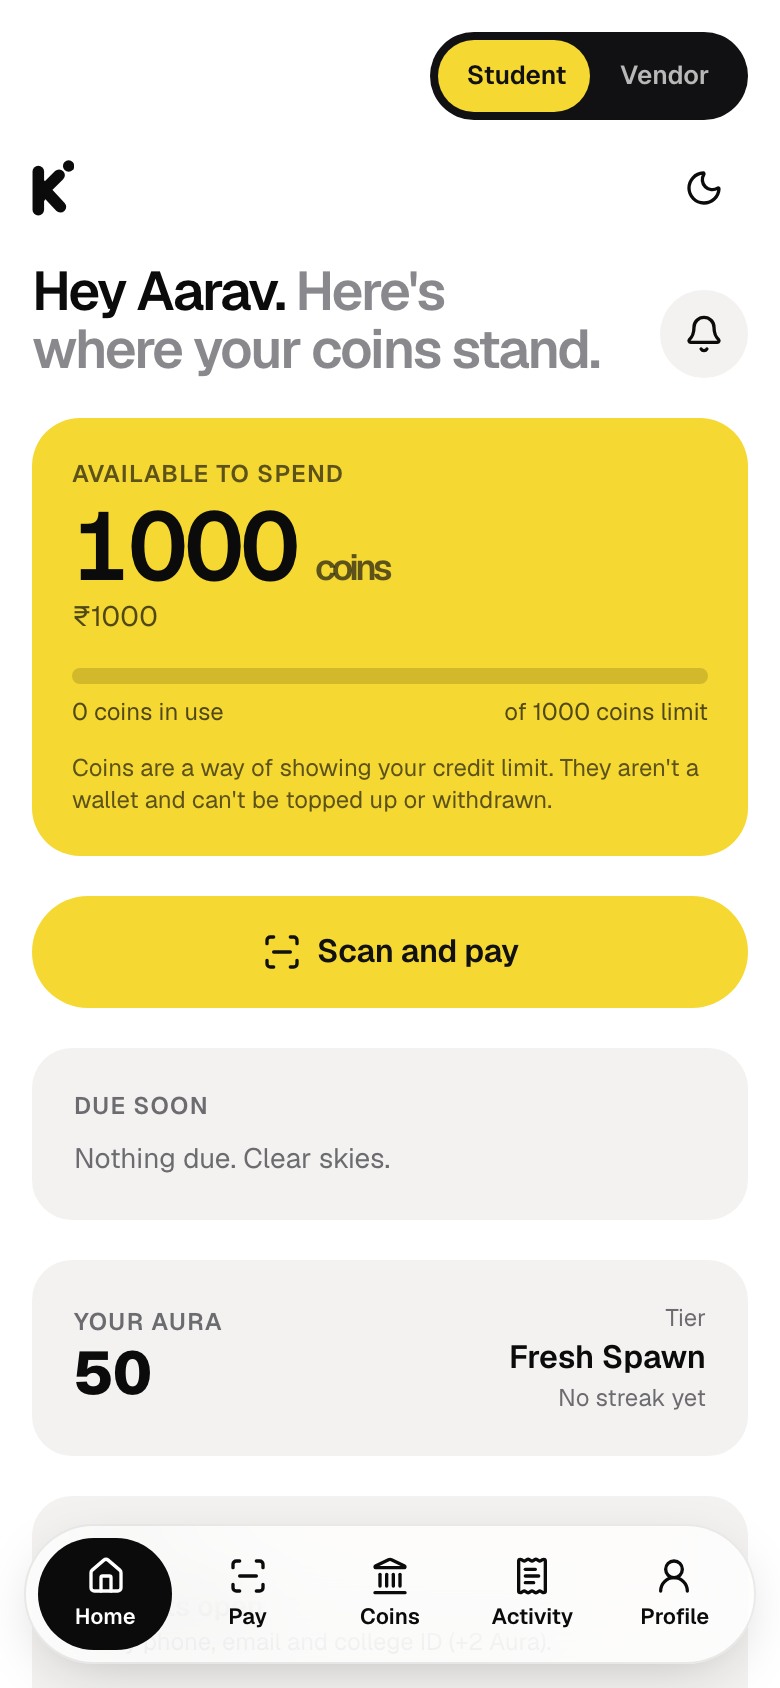 Student Vendor
K
Hey Aarav. Here's
where your coins stand.
AVAILABLE TO SPEND
1000 coins
₹1000
0 coins in use of 1000 coins limit
Coins are a way of showing your credit limit. They aren't a
wallet and can't be topped up or withdrawn.
Scan and pay
DUE SOON
Nothing due. Clear skies.
YOUR AURA
50
Tier
Fresh Spawn
No streak yet
phone, email and college ID (+2 Aura).
Home Pay Coins Activity Profile